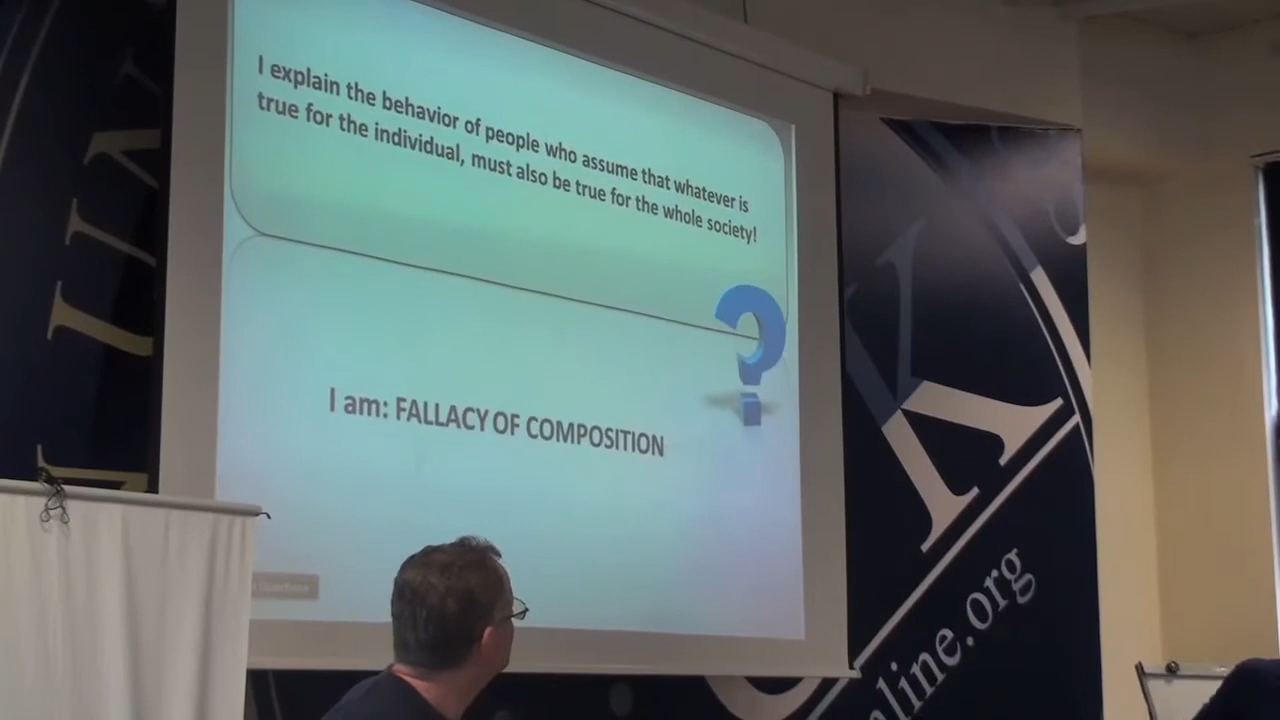 I explain the behavior of people who assume that whatever is
true for the individual, must also be true for the whole society!
I am: FALLACY OF COMPOSITION
nline.org